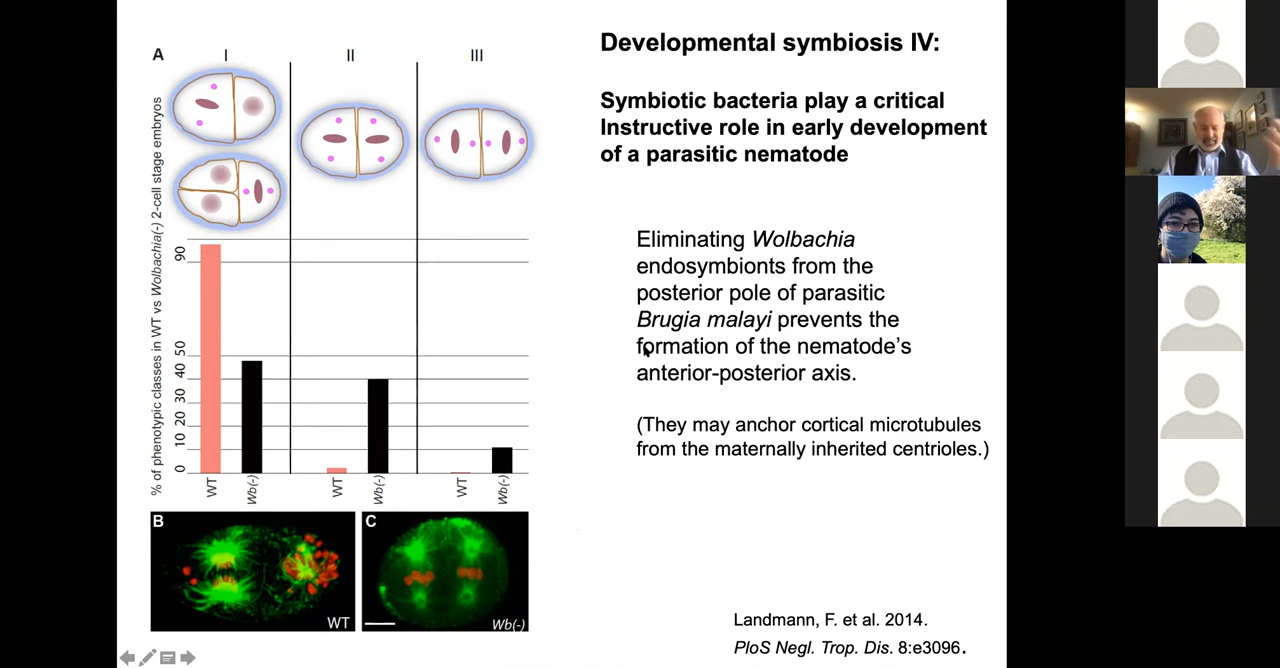 A
I
II
III
% of phenotypic classes in WT vs Wolbachia(-) 2-cell stage embryos
90
50
40
30
20
10
0
WT
Wb(-)
WT
Wb(-)
WT
Wb(-)
B
WT
C
Wb(-)
Developmental symbiosis IV:
Symbiotic bacteria play a critical
Instructive role in early development
of a parasitic nematode
Eliminating Wolbachia
endosymbionts from the
posterior pole of parasitic
Brugia malayi prevents the
formation of the nematode's
anterior-posterior axis.
(They may anchor cortical microtubules
from the maternally inherited centrioles.)
Landmann, F. et al. 2014.
PloS Negl. Trop. Dis. 8:e3096.